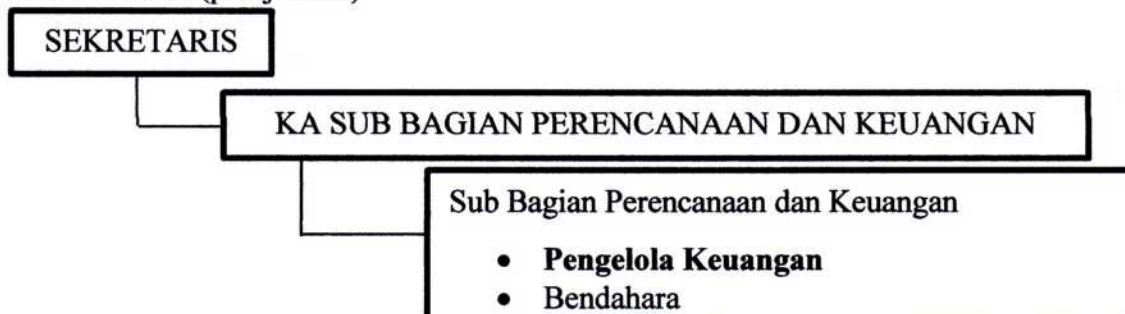 SEKRETARIS
KA SUB BAGIAN PERENCANAAN DAN KEUANGAN
Sub Bagian Perencanaan dan Keuangan
• Pengelola Keuangan
• Bendahara